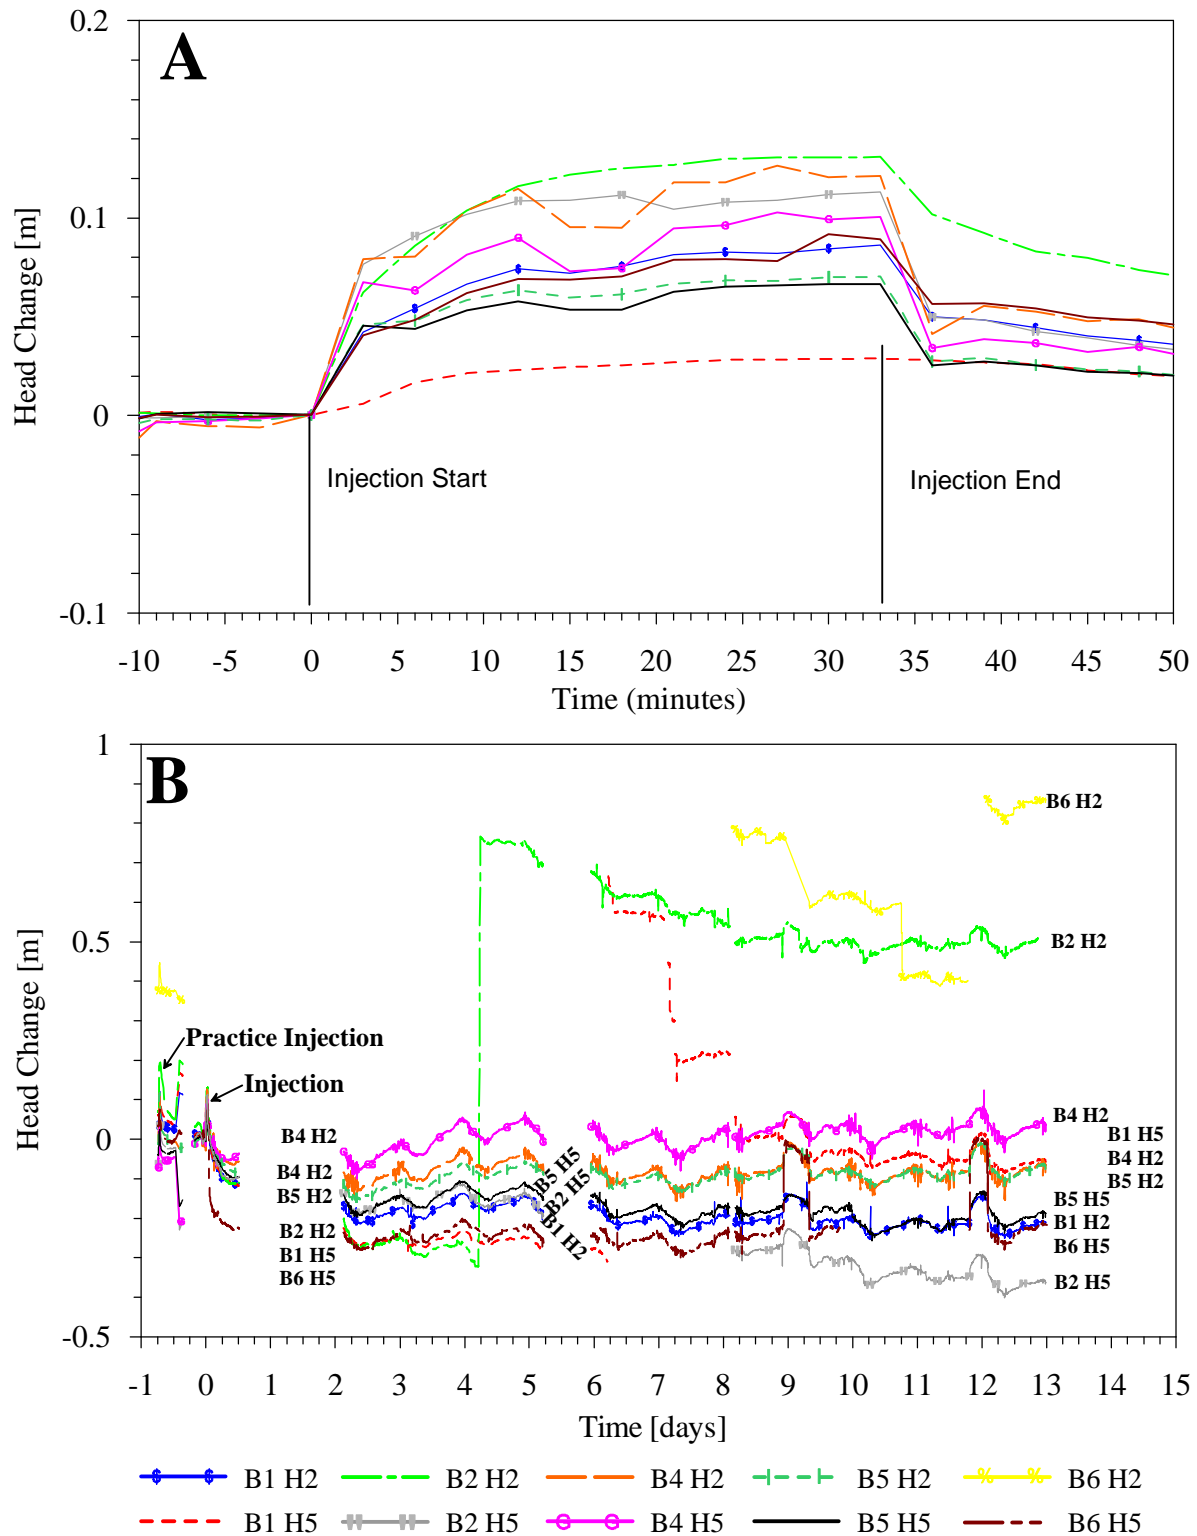 A
0.2
0.1
0
-0.1
Head Change [m]
Injection Start
Injection End
-10 -5 0 5 10 15 20 25 30 35 40 45 50
Time (minutes)
B
1
0.5
0
-0.5
Head Change [m]
B6 H2
B2 H2
Practice Injection
Injection
B4 H2
B4 H2
B5 H2
B2 H2
B1 H5
B6 H5
B5 H5
B2 H5
B1 H2
B4 H2
B1 H5
B4 H2
B5 H2
B5 H5
B1 H2
B6 H5
B2 H5
-1 0 1 2 3 4 5 6 7 8 9 10 11 12 13 14 15
Time [days]
B1 H2 B2 H2 B4 H2 B5 H2 B6 H2
B1 H5 B2 H5 B4 H5 B5 H5 B6 H5